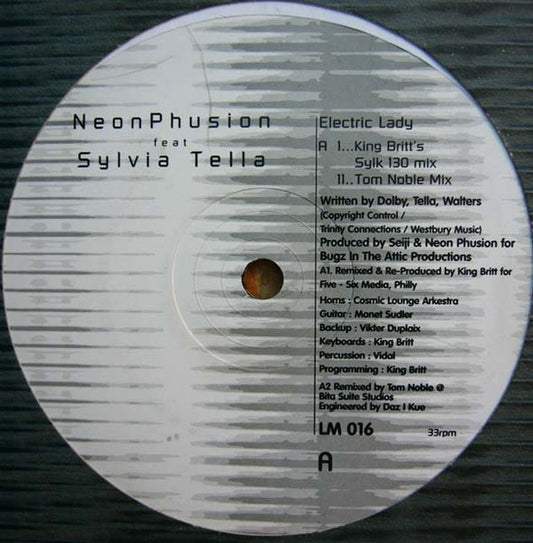 NeonPhusion
feat
Sylvia Tella
Electric Lady
A 1...King Britt's
Sylk 130 mix
11..Tom Noble Mix
Written by Dolby, Tella, Walters
(Copyright Control /
Trinity Connections / Westbury Music)
Produced by Seiji & Neon Phusion for
Bugz In The Attic Productions
A1. Remixed & Re-Produced by King Britt for
Five - Six Media, Philly
Horns : Cosmic Lounge Arkestra
Guitar : Monet Sudler
Backup : Vikter Duplaix
Keyboards : King Britt
Percussion : Vidal
Programming : King Britt
A2 Remixed by Tom Noble @
Bita Suite Studios
Engineered by Daz I Kue
LM 016 33rpm
A